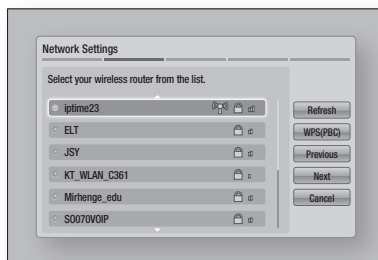 Network Settings
Select your wireless router from the list.
iptime23
ELT
JSY
KT_WLAN_C361
Mirhenge_edu
SO070VOIP
Refresh
WPS(PBC)
Previous
Next
Cancel